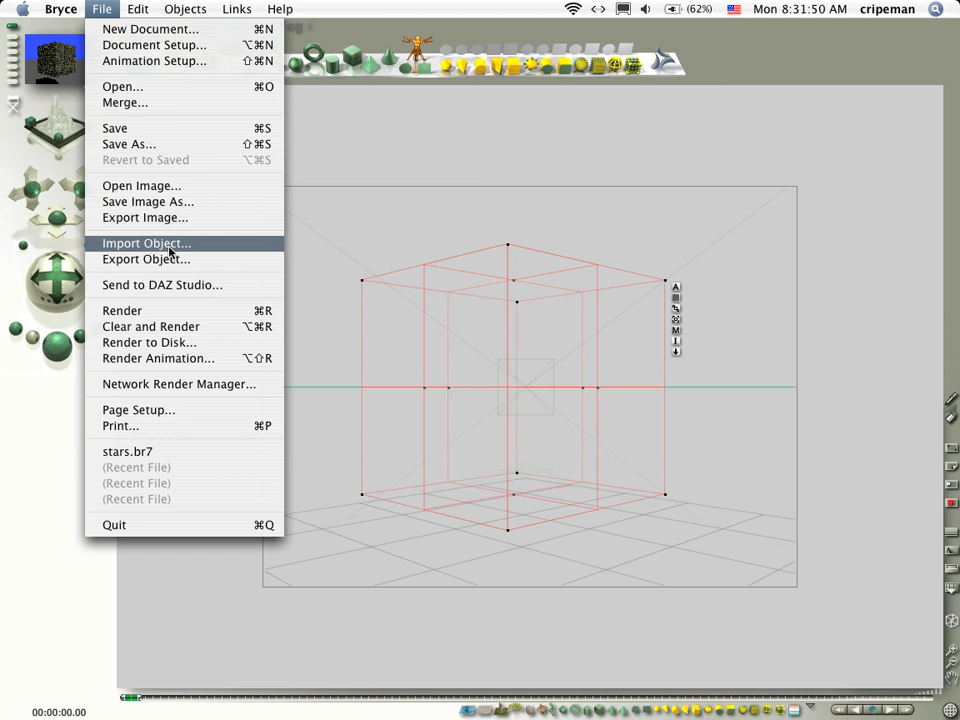 Bryce File Edit Objects Links Help (62%) Mon 8:31:50 AM cripeman
New Document... ⌘N
Document Setup... ⌥⌘N
Animation Setup... ⇧⌘N
Open... ⌘O
Merge...
Save ⌘S
Save As... ⇧⌘S
Revert to Saved ⌥⌘S
Open Image...
Save Image As...
Export Image...
Import Object...
Export Object...
Send to DAZ Studio...
Render ⌘R
Clear and Render ⌥⌘R
Render to Disk...
Render Animation... ⌥⇧R
Network Render Manager...
Page Setup...
Print... ⌘P
stars.br7
(Recent File)
(Recent File)
(Recent File)
Quit ⌘Q
A
M
I
00:00:00.00